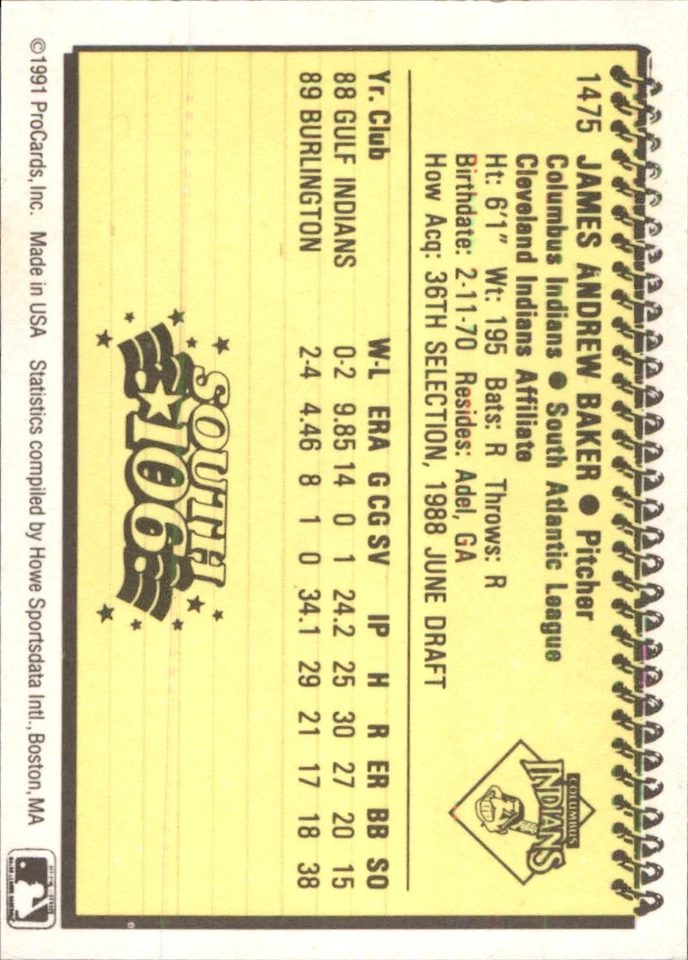 1475 JAMES ANDREW BAKER ● Pitcher
Columbus Indians ● South Atlantic League
Cleveland Indians Affiliate
Ht: 6'1" Wt: 195 Bats: R Throws: R
Birthdate: 2-11-70 Resides: Adel, GA
How Acq: 36TH SELECTION, 1988 JUNE DRAFT
COLUMBUS
INDIANS
Yr. Club W-L ERA G CG SV IP H R ER BB SO
88 GULF INDIANS 0-2 9.85 14 0 1 24.2 25 30 27 20 15
89 BURLINGTON 2-4 4.46 8 1 0 34.1 29 21 17 18 38
SOUTH
106
©1991 ProCards, Inc. Made in USA Statistics compiled by Howe Sportsdata Intl., Boston, MA